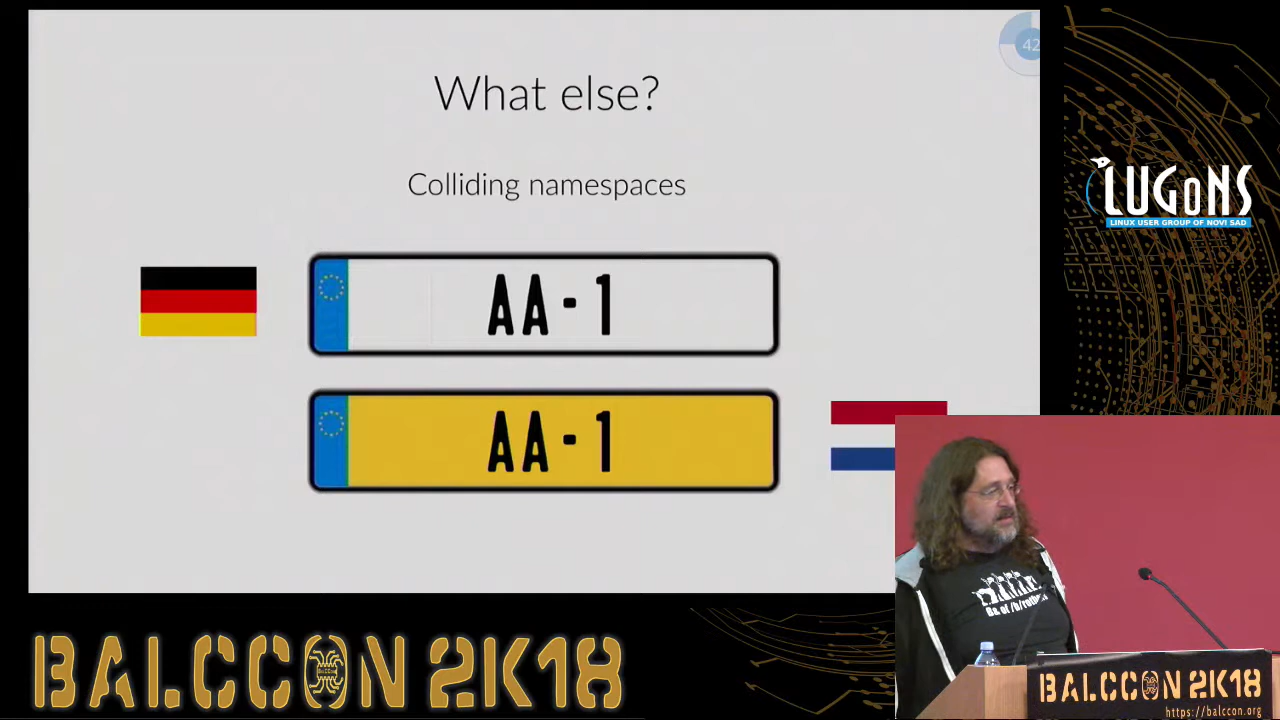 42
What else?
Colliding namespaces
AA-1
AA-1
LUGoNS
LINUX USER GROUP OF NOVI SAD
BALCCON 2K18
BALCCON 2K18
https://balccon.org